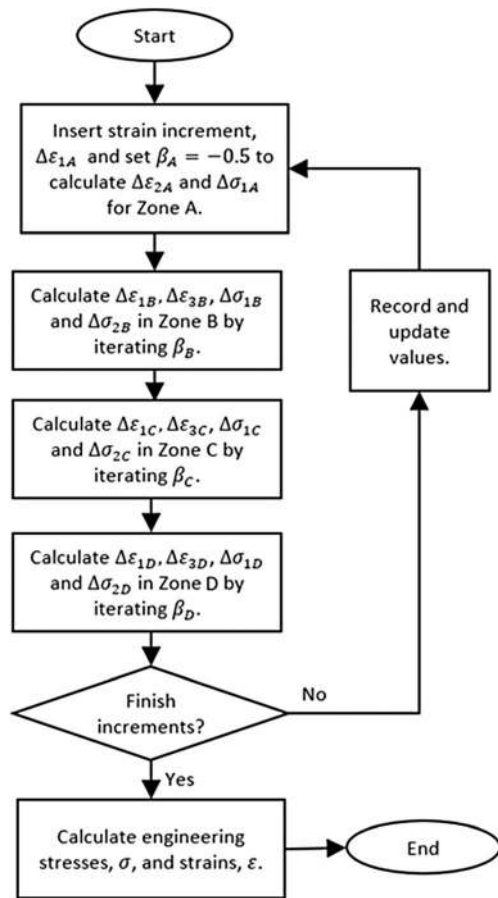 Start
Insert strain increment,
Δε₁A and set βA = −0.5 to
calculate Δε₂A and Δσ₁A
for Zone A.
Calculate Δε₁B, Δε₃B, Δσ₁B
and Δσ₂B in Zone B by
iterating βB.
Record and
update
values.
Calculate Δε₁C, Δε₃C, Δσ₁C
and Δσ₂C in Zone C by
iterating βC.
Calculate Δε₁D, Δε₃D, Δσ₁D
and Δσ₂D in Zone D by
iterating βD.
Finish
increments?
No
Yes
Calculate engineering
stresses, σ, and strains, ε.
End